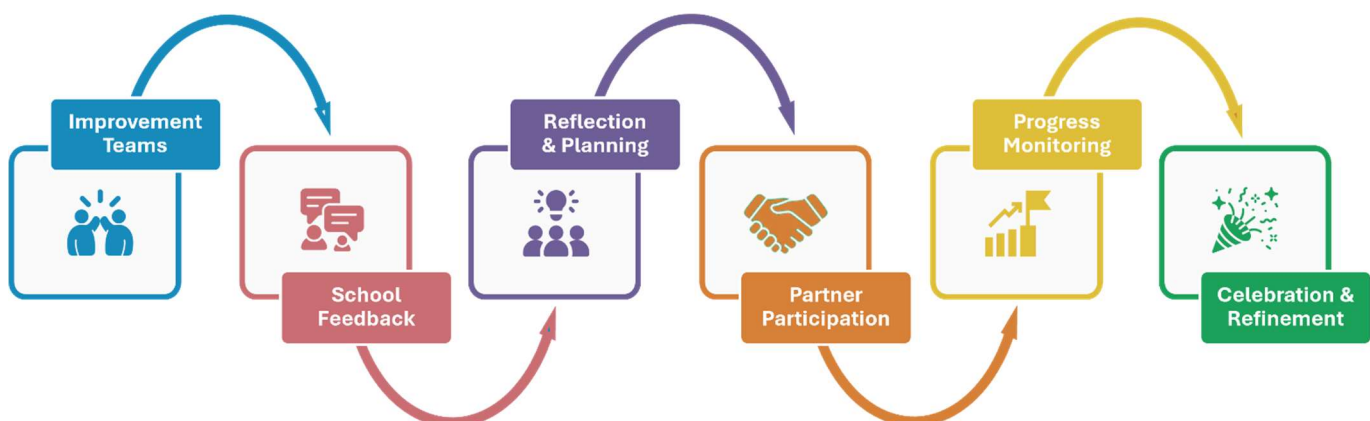 Improvement
Teams
School
Feedback
Reflection
& Planning
Partner
Participation
Progress
Monitoring
Celebration &
Refinement